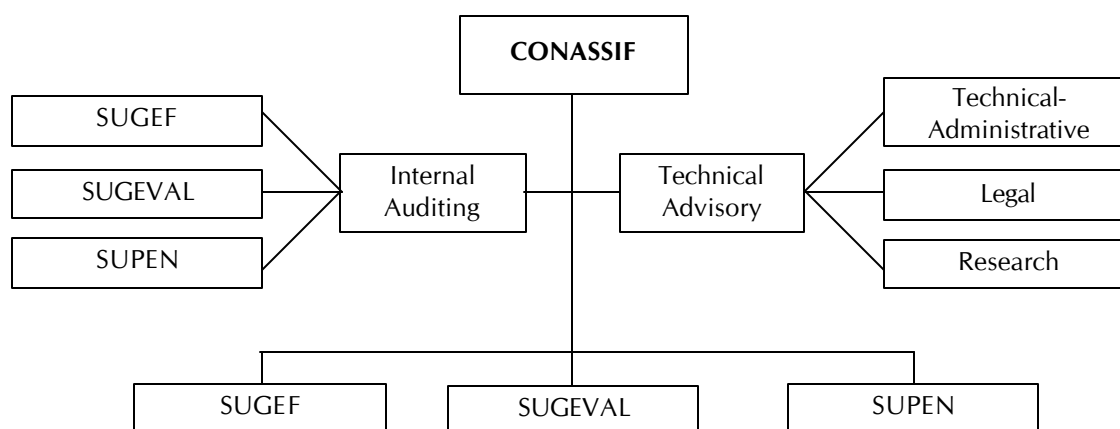 CONASSIF
SUGEF
SUGEVAL
SUPEN
Internal
Auditing
Technical
Advisory
Technical-
Administrative
Legal
Research
SUGEF
SUGEVAL
SUPEN